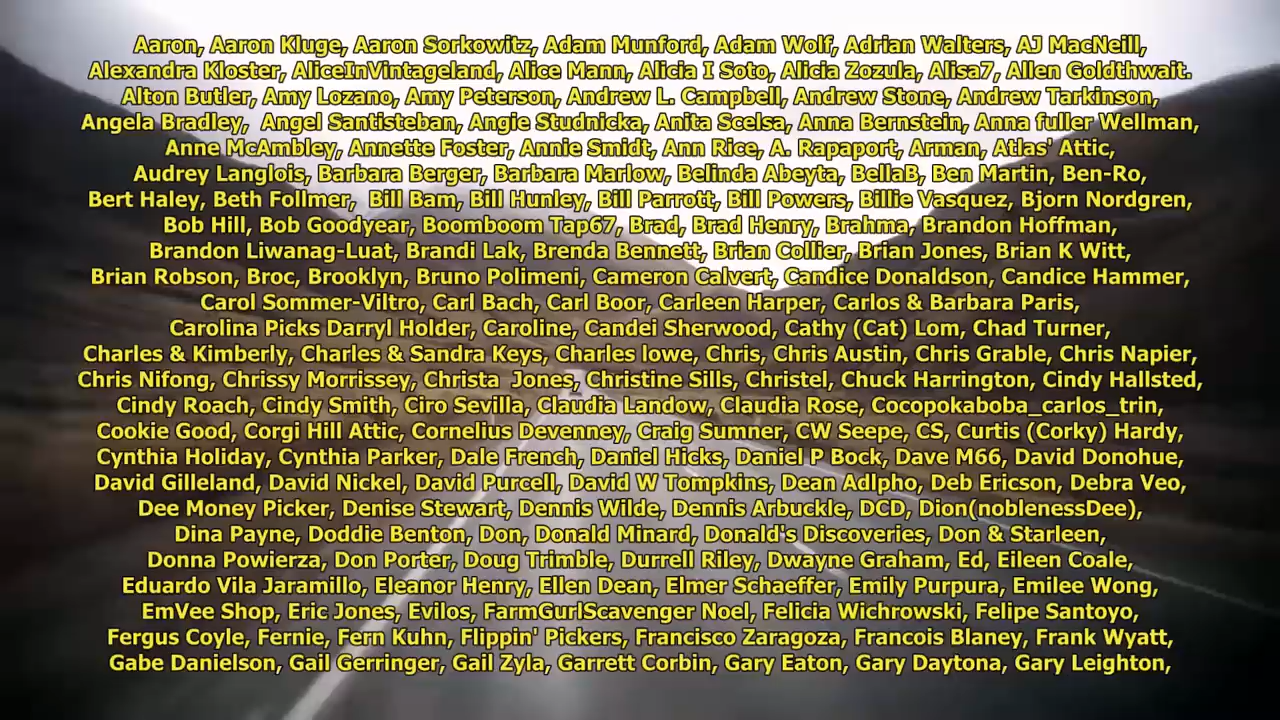 Aaron, Aaron Kluge, Aaron Sorkowitz, Adam Munford, Adam Wolf, Adrian Walters, AJ MacNeill,
Alexandra Kloster, AliceInVintageland, Alice Mann, Alicia I Soto, Alicia Zozula, Alisa7, Allen Goldthwait.
Alton Butler, Amy Lozano, Amy Peterson, Andrew L. Campbell, Andrew Stone, Andrew Tarkinson,
Angela Bradley,  Angel Santisteban, Angie Studnicka, Anita Scelsa, Anna Bernstein, Anna fuller Wellman,
Anne McAmbley, Annette Foster, Annie Smidt, Ann Rice, A. Rapaport, Arman, Atlas' Attic,
Audrey Langlois, Barbara Berger, Barbara Marlow, Belinda Abeyta, BellaB, Ben Martin, Ben-Ro,
Bert Haley, Beth Follmer,  Bill Bam, Bill Hunley, Bill Parrott, Bill Powers, Billie Vasquez, Bjorn Nordgren,
Bob Hill, Bob Goodyear, Boomboom Tap67, Brad, Brad Henry, Brahma, Brandon Hoffman,
Brandon Liwanag-Luat, Brandi Lak, Brenda Bennett, Brian Collier, Brian Jones, Brian K Witt,
Brian Robson, Broc, Brooklyn, Bruno Polimeni, Cameron Calvert, Candice Donaldson, Candice Hammer,
Carol Sommer-Viltro, Carl Bach, Carl Boor, Carleen Harper, Carlos & Barbara Paris,
Carolina Picks Darryl Holder, Caroline, Candei Sherwood, Cathy (Cat) Lom, Chad Turner,
Charles & Kimberly, Charles & Sandra Keys, Charles lowe, Chris, Chris Austin, Chris Grable, Chris Napier,
Chris Nifong, Chrissy Morrissey, Christa  Jones, Christine Sills, Christel, Chuck Harrington, Cindy Hallsted,
Cindy Roach, Cindy Smith, Ciro Sevilla, Claudia Landow, Claudia Rose, Cocopokaboba_carlos_trin,
Cookie Good, Corgi Hill Attic, Cornelius Devenney, Craig Sumner, CW Seepe, CS, Curtis (Corky) Hardy,
Cynthia Holiday, Cynthia Parker, Dale French, Daniel Hicks, Daniel P Bock, Dave M66, David Donohue,
David Gilleland, David Nickel, David Purcell, David W Tompkins, Dean Adlpho, Deb Ericson, Debra Veo,
Dee Money Picker, Denise Stewart, Dennis Wilde, Dennis Arbuckle, DCD, Dion(noblenessDee),
Dina Payne, Doddie Benton, Don, Donald Minard, Donald's Discoveries, Don & Starleen,
Donna Powierza, Don Porter, Doug Trimble, Durrell Riley, Dwayne Graham, Ed, Eileen Coale,
Eduardo Vila Jaramillo, Eleanor Henry, Ellen Dean, Elmer Schaeffer, Emily Purpura, Emilee Wong,
EmVee Shop, Eric Jones, Evilos, FarmGurlScavenger Noel, Felicia Wichrowski, Felipe Santoyo,
Fergus Coyle, Fernie, Fern Kuhn, Flippin' Pickers, Francisco Zaragoza, Francois Blaney, Frank Wyatt,
Gabe Danielson, Gail Gerringer, Gail Zyla, Garrett Corbin, Gary Eaton, Gary Daytona, Gary Leighton,